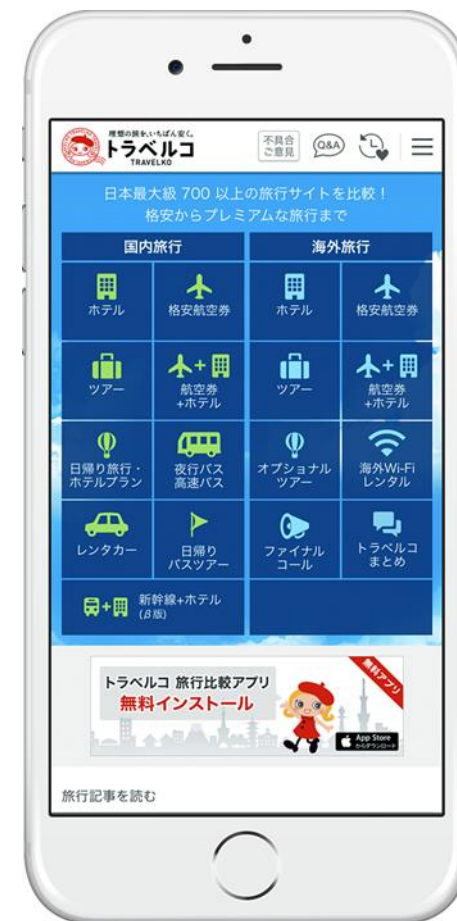 理想の旅を、いちばん安く。
トラベルコ
TRAVELKO
不具合
ご意見
Q&A
日本最大級 700 以上の旅行サイトを比較！
格安からプレミアムな旅行まで
国内旅行
海外旅行
ホテル
格安航空券
ホテル
格安航空券
ツアー
航空券
+ホテル
ツアー
航空券
+ホテル
日帰り旅行・
ホテルプラン
夜行バス
高速バス
オプショナル
ツアー
海外Wi-Fi
レンタル
レンタカー
日帰り
バスツアー
ファイナル
コール
トラベルコ
まとめ
新幹線+ホテル
(β版)
トラベルコ 旅行比較アプリ
無料インストール
無料アプリ
App Store
からダウンロード
旅行記事を読む